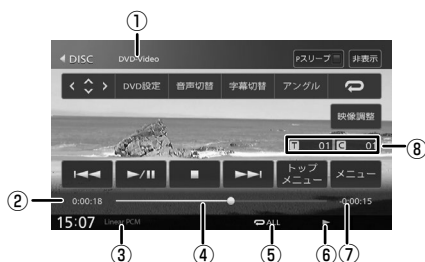 ①
◀ DISC DVD-Video Pスリープ 非表示
DVD設定 音声切替 字幕切替 アングル
映像調整
T 01 C 01 ⑧
トップメニュー メニュー
② 0:00:18 -0:00:15
15:07 Linear PCM ALL
③ ④ ⑤ ⑥ ⑦